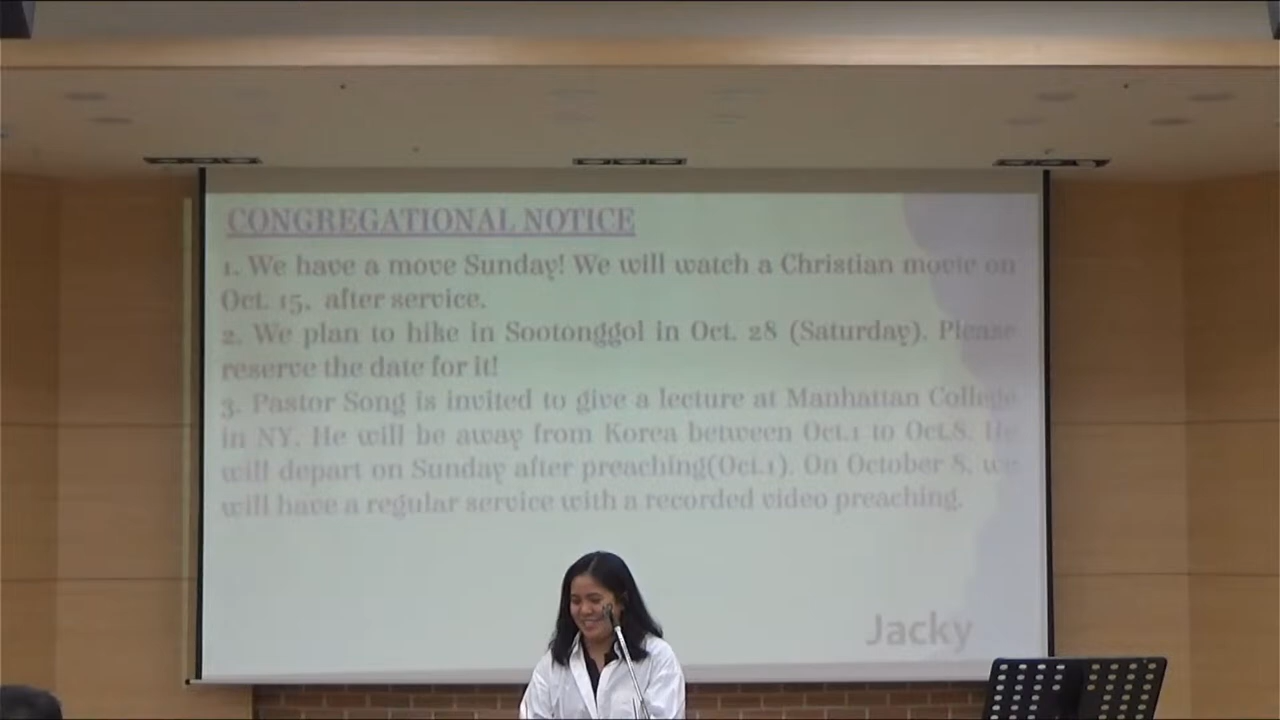 CONGREGATIONAL NOTICE
1. We have a move Sunday! We will watch a Christian movie on
Oct. 15, after service.
2. We plan to hike in Sootonggol in Oct. 28 (Saturday). Please
reserve the date for it!
3. Pastor Song is invited to give a lecture at Manhattan College
in NY. He will be away from Korea between Oct.1 to Oct.8. He
will depart on Sunday after preaching(Oct.1). On October 8, we
will have a regular service with a recorded video preaching.
Jacky